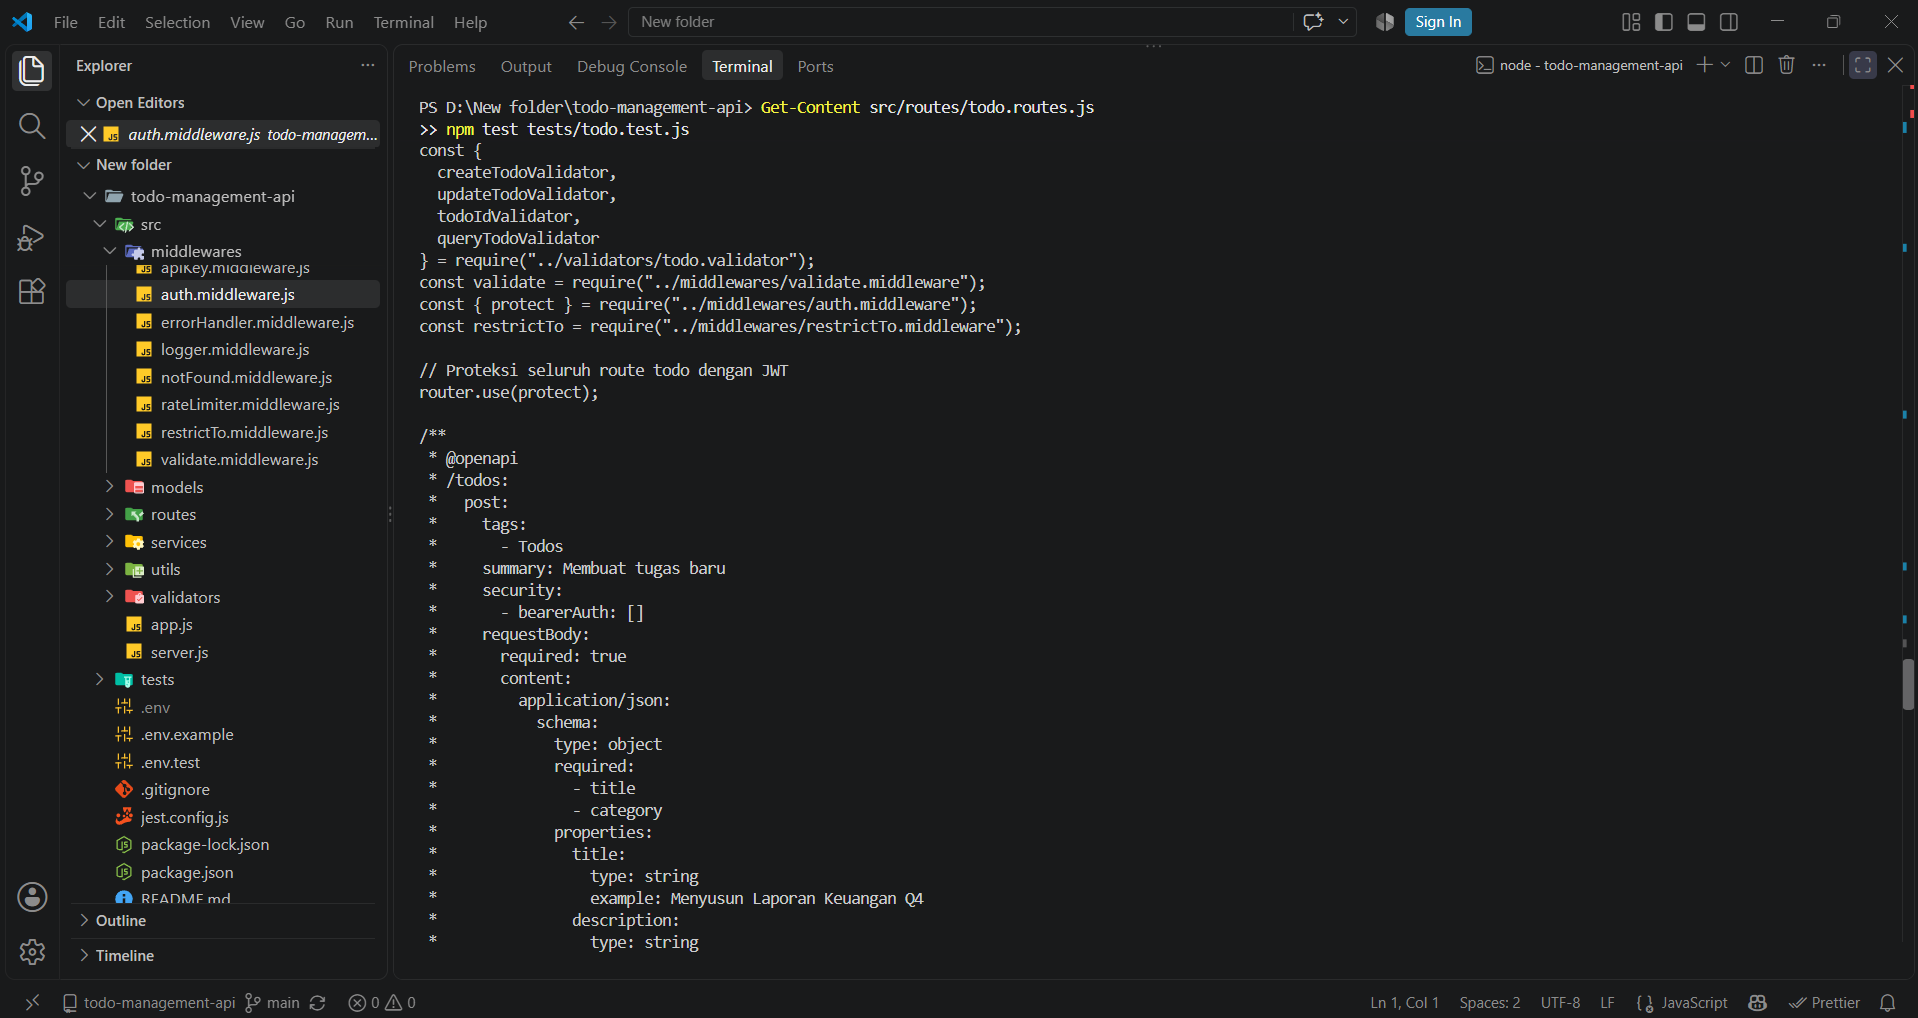 File Edit Selection View Go Run Terminal Help
New folder
Sign In
Explorer
Open Editors
auth.middleware.js todo-managem...
New folder
todo-management-api
src
middlewares
apiKey.middleware.js
auth.middleware.js
errorHandler.middleware.js
logger.middleware.js
notFound.middleware.js
rateLimiter.middleware.js
restrictTo.middleware.js
validate.middleware.js
models
routes
services
utils
validators
app.js
server.js
tests
.env
.env.example
.env.test
.gitignore
jest.config.js
package-lock.json
package.json
README.md
Outline
Timeline
Problems Output Debug Console Terminal Ports
node - todo-management-api
PS D:\New folder\todo-management-api> Get-Content src/routes/todo.routes.js
>> npm test tests/todo.test.js
const {
  createTodoValidator,
  updateTodoValidator,
  todoIdValidator,
  queryTodoValidator
} = require("../validators/todo.validator");
const validate = require("../middlewares/validate.middleware");
const { protect } = require("../middlewares/auth.middleware");
const restrictTo = require("../middlewares/restrictTo.middleware");
// Proteksi seluruh route todo dengan JWT
router.use(protect);
/**
 * @openapi
 * /todos:
 *   post:
 *     tags:
 *       - Todos
 *     summary: Membuat tugas baru
 *     security:
 *       - bearerAuth: []
 *     requestBody:
 *       required: true
 *       content:
 *         application/json:
 *           schema:
 *             type: object
 *             required:
 *               - title
 *               - category
 *             properties:
 *               title:
 *                 type: string
 *                 example: Menyusun Laporan Keuangan Q4
 *               description:
 *                 type: string
todo-management-api main 0 0
Ln 1, Col 1 Spaces: 2 UTF-8 LF {} JavaScript Prettier